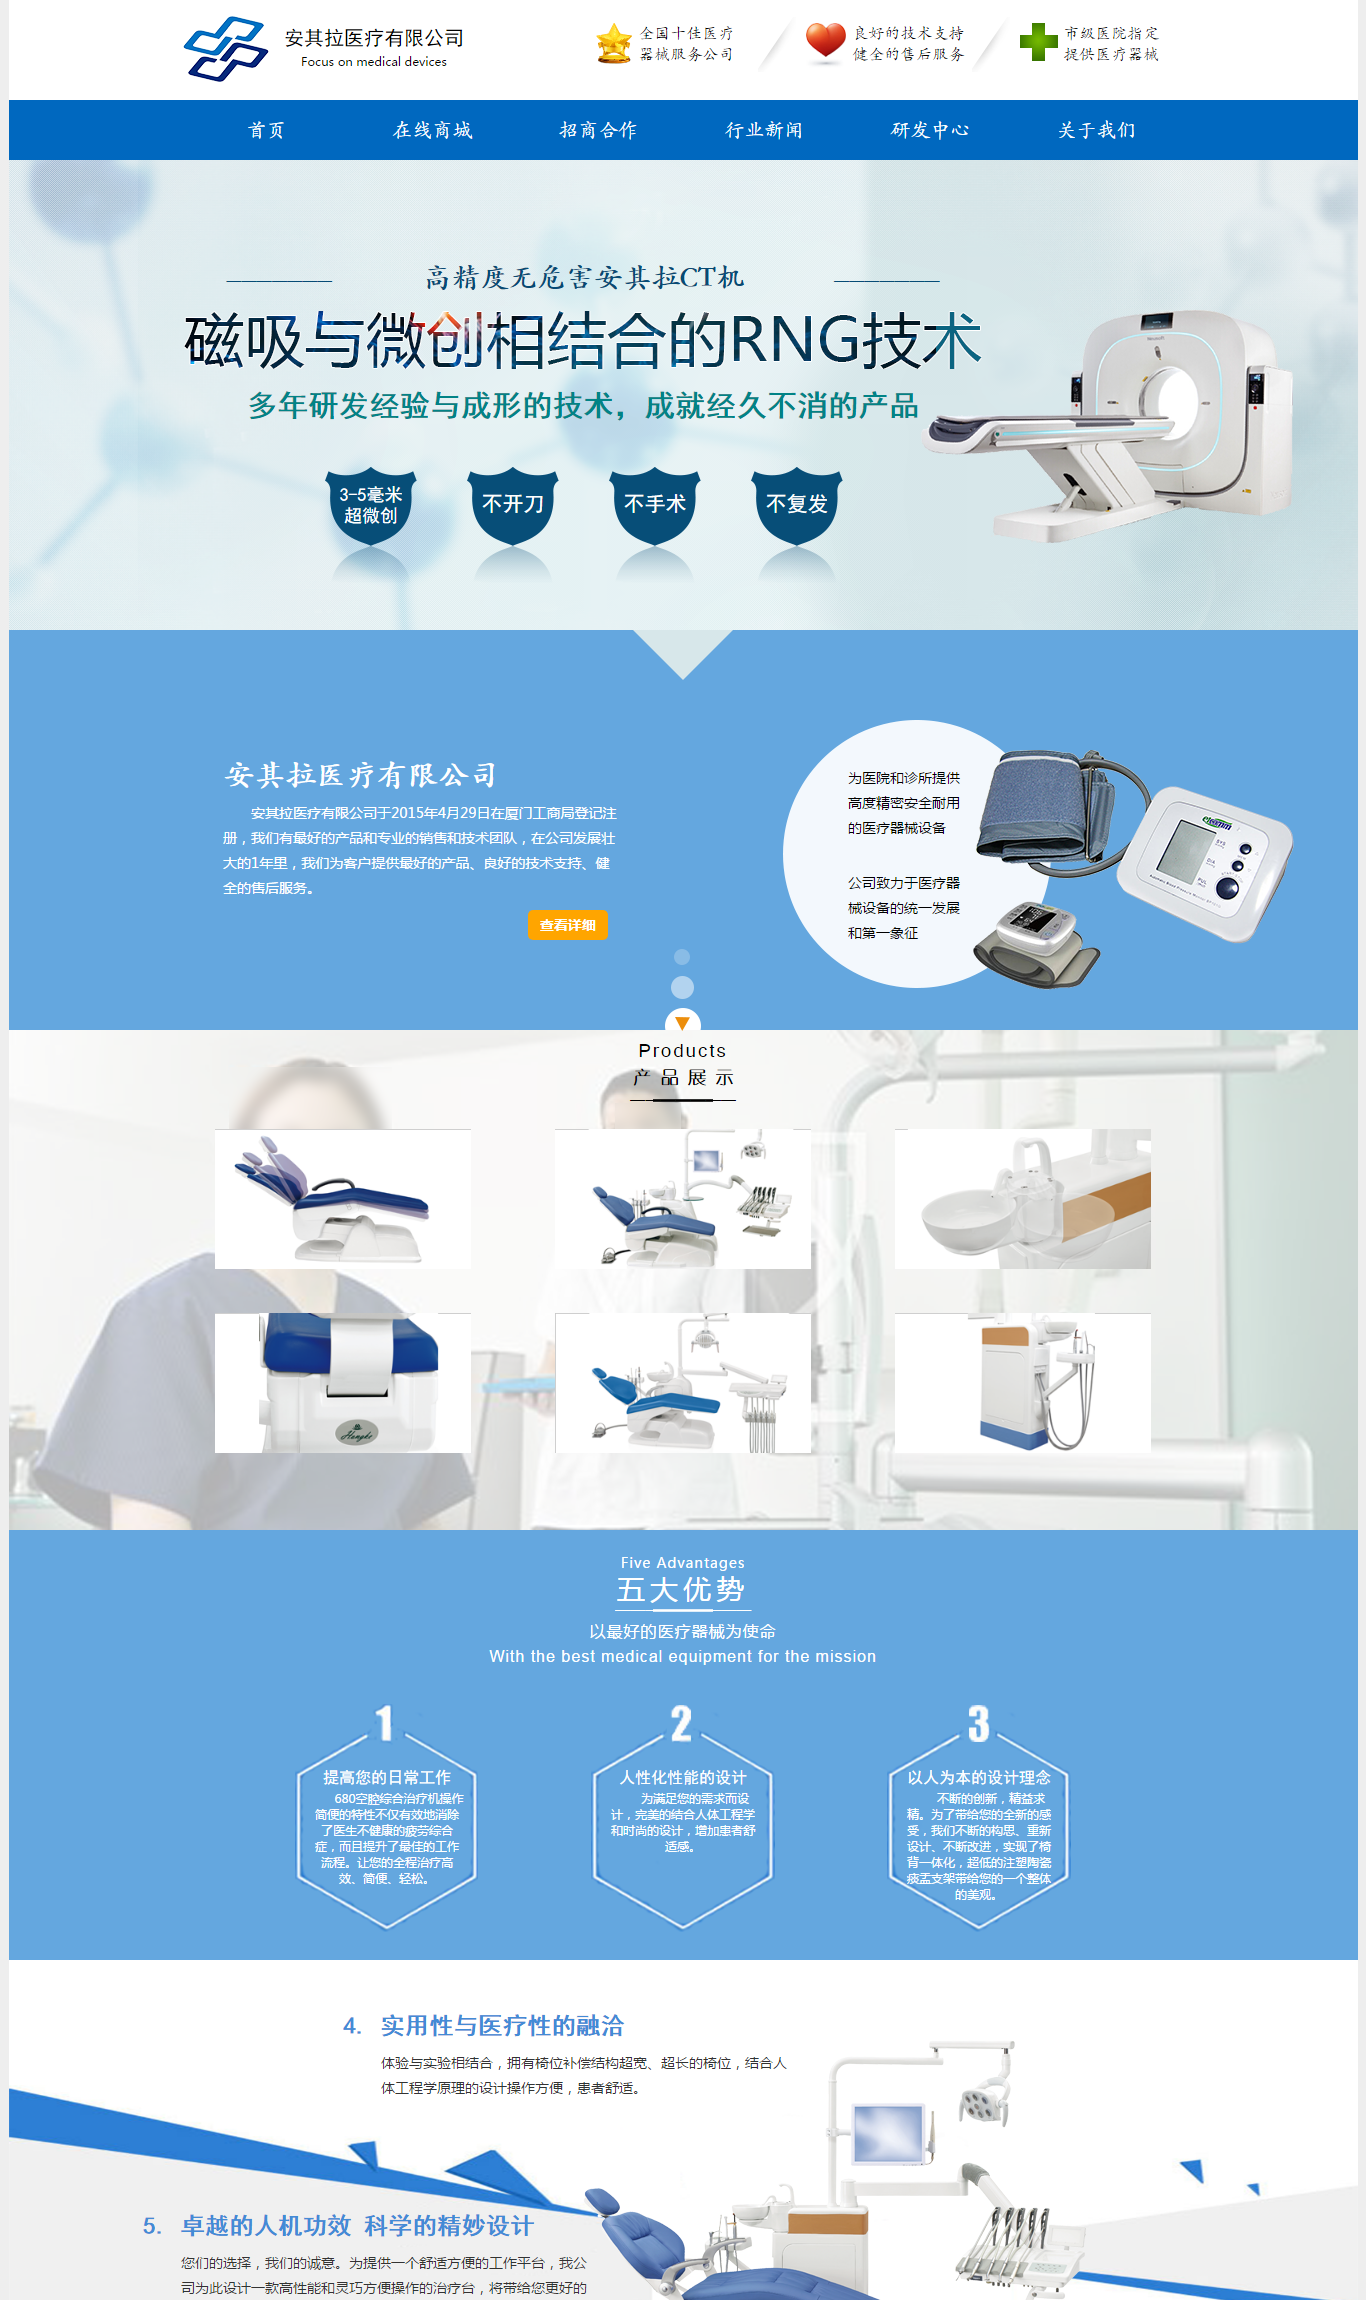 安其拉医疗有限公司
Focus on medical devices
全国十佳医疗
器械服务公司
良好的技术支持
健全的售后服务
市级医院指定
提供医疗器械
首页
在线商城
招商合作
行业新闻
研发中心
关于我们
高精度无危害安其拉CT机
磁吸与微创相结合的RNG技术
多年研发经验与成形的技术，成就经久不消的产品
3-5毫米
超微创
不开刀
不手术
不复发
安其拉医疗有限公司
安其拉医疗有限公司于2015年4月29日在厦门工商局登记注
册，我们有最好的产品和专业的销售和技术团队，在公司发展壮
大的1年里，我们为客户提供最好的产品、良好的技术支持、健
全的售后服务。
查看详细
为医院和诊所提供
高度精密安全耐用
的医疗器械设备
公司致力于医疗器
械设备的统一发展
和第一象征
SYS
DIA
PUL
Products
产品展示
Five Advantages
五大优势
以最好的医疗器械为使命
With the best medical equipment for the mission
1
提高您的日常工作
680空腔综合治疗机操作
简便的特性不仅有效地消除
了医生不健康的疲劳综合
症，而且提升了最佳的工作
流程。让您的全程治疗高
效、简便、轻松。
2
人性化性能的设计
为满足您的需求而设
计，完美的结合人体工程学
和时尚的设计，增加患者舒
适感。
3
以人为本的设计理念
不断的创新，精益求
精。为了带给您的全新的感
受，我们不断的构思、重新
设计、不断改进，实现了椅
背一体化，超低的注塑陶瓷
痰盂支架带给您的一个整体
的美观。
4. 实用性与医疗性的融洽
体验与实验相结合，拥有椅位补偿结构超宽、超长的椅位，结合人
体工程学原理的设计操作方便，患者舒适。
5. 卓越的人机功效 科学的精妙设计
您们的选择，我们的诚意。为提供一个舒适方便的工作平台，我公
司为此设计一款高性能和灵巧方便操作的治疗台，将带给您更好的